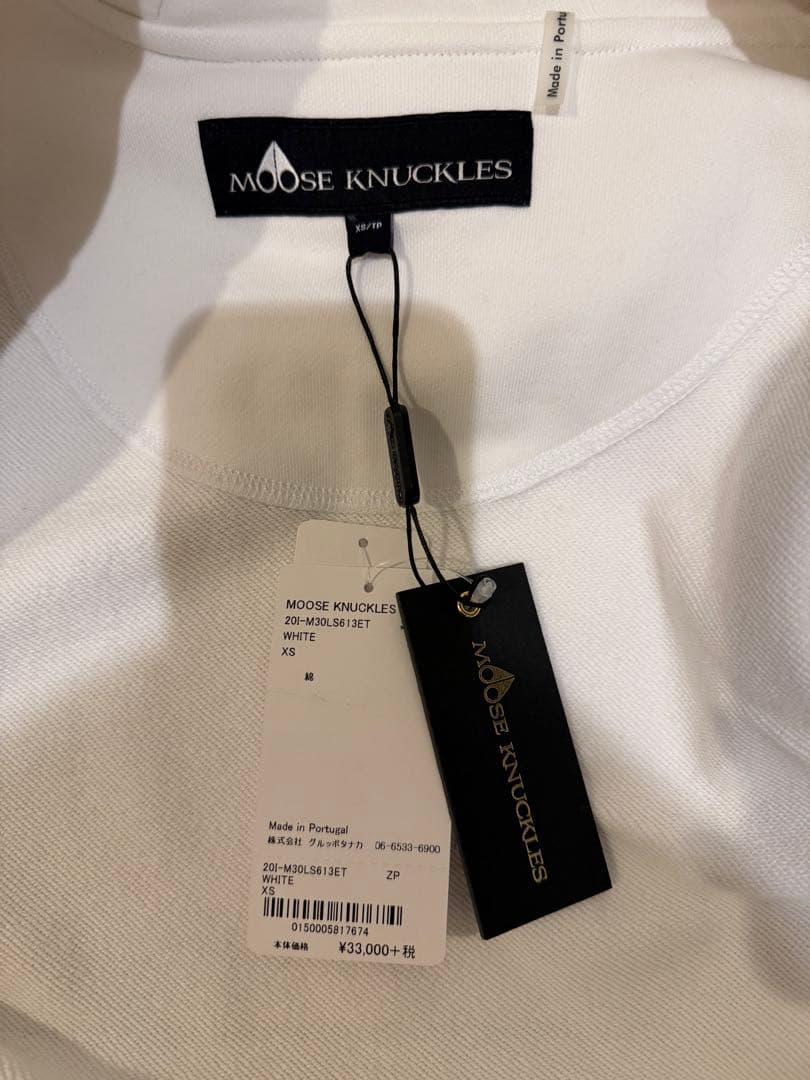 Made in Portu
MOOSE KNUCKLES
XS/TP
MOOSE KNUCKLES
20I-M30LS613ET
WHITE
XS
綿
Made in Portugal
株式会社 グルッポタナカ 06-6533-6900
20I-M30LS613ET ZP
WHITE
XS
0150005817674
本体価格 ¥33,000+税
MOOSE KNUCKLES